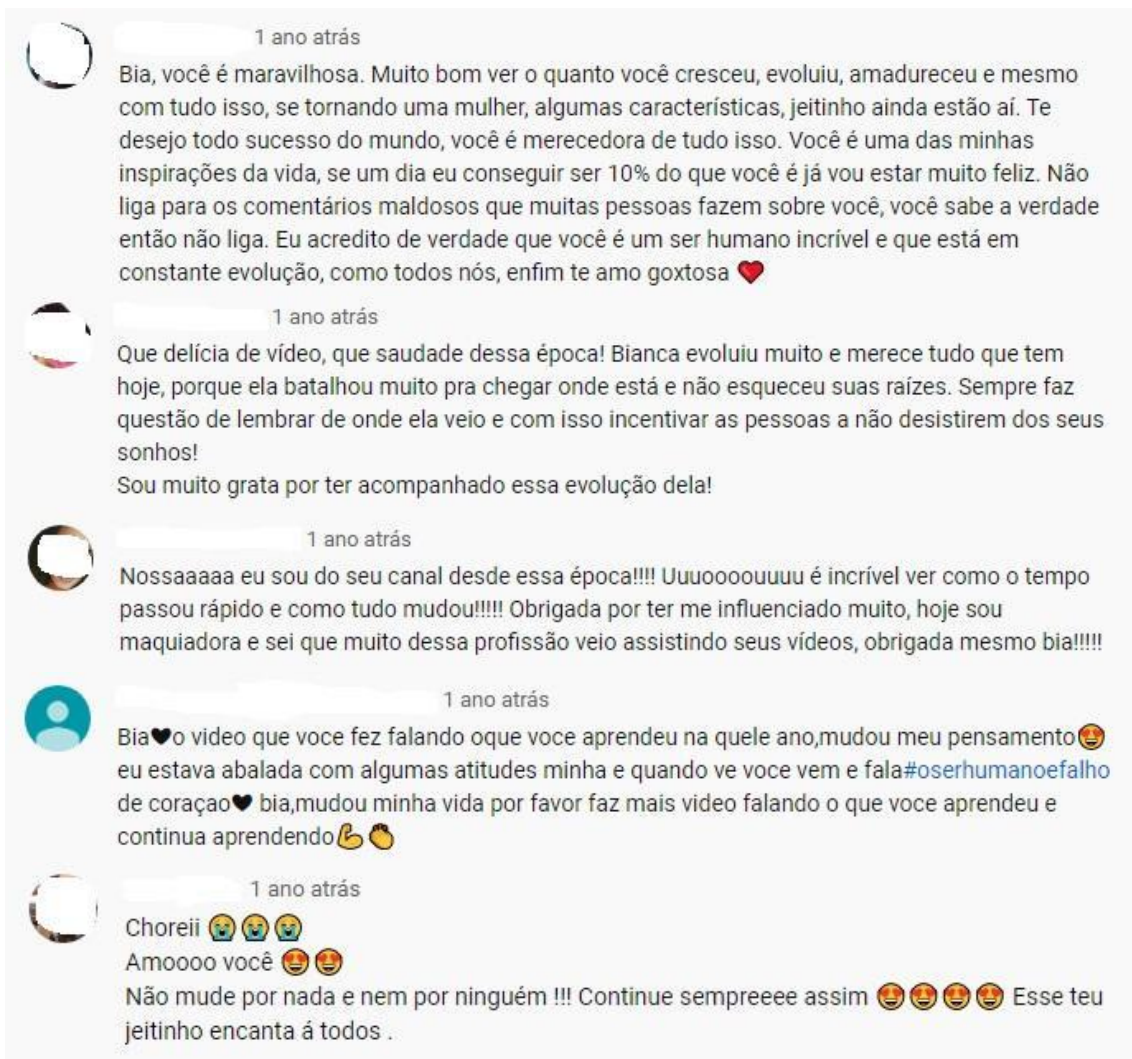 1 ano atrás
Bia, você é maravilhosa. Muito bom ver o quanto você cresceu, evoluiu, amadureceu e mesmo
com tudo isso, se tornando uma mulher, algumas características, jeitinho ainda estão aí. Te
desejo todo sucesso do mundo, você é merecedora de tudo isso. Você é uma das minhas
inspirações da vida, se um dia eu conseguir ser 10% do que você é já vou estar muito feliz. Não
liga para os comentários maldosos que muitas pessoas fazem sobre você, você sabe a verdade
então não liga. Eu acredito de verdade que você é um ser humano incrível e que está em
constante evolução, como todos nós, enfim te amo goxtosa ❤️
1 ano atrás
Que delícia de vídeo, que saudade dessa época! Bianca evoluiu muito e merece tudo que tem
hoje, porque ela batalhou muito pra chegar onde está e não esqueceu suas raízes. Sempre faz
questão de lembrar de onde ela veio e com isso incentivar as pessoas a não desistirem dos seus
sonhos!
Sou muito grata por ter acompanhado essa evolução dela!
1 ano atrás
Nossaaaaa eu sou do seu canal desde essa época!!!! Uuuoooouuuu é incrível ver como o tempo
passou rápido e como tudo mudou!!!!! Obrigada por ter me influenciado muito, hoje sou
maquiadora e sei que muito dessa profissão veio assistindo seus vídeos, obrigada mesmo bia!!!!!
1 ano atrás
Bia🖤o video que voce fez falando oque voce aprendeu na quele ano,mudou meu pensamento😍
eu estava abalada com algumas atitudes minha e quando ve voce vem e fala#oserhumanoefalho
de coraçao🖤 bia,mudou minha vida por favor faz mais video falando o que voce aprendeu e
continua aprendendo💪👏
1 ano atrás
Choreii 😭😭😭
Amoooo você 😍😍
Não mude por nada e nem por ninguém !!! Continue sempreeee assim 😍😍😍😍 Esse teu
jeitinho encanta á todos .